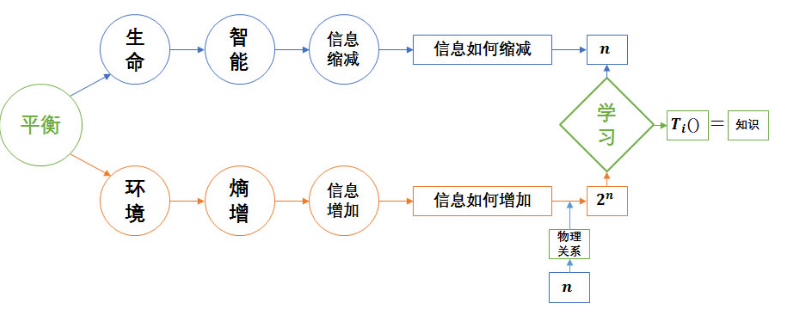 生
命
智
能
信息
缩减
信息如何缩减
n
平衡
学
习
T_i() = 知识
环
境
熵
增
信息
增加
信息如何增加
2^n
物理
关系
n